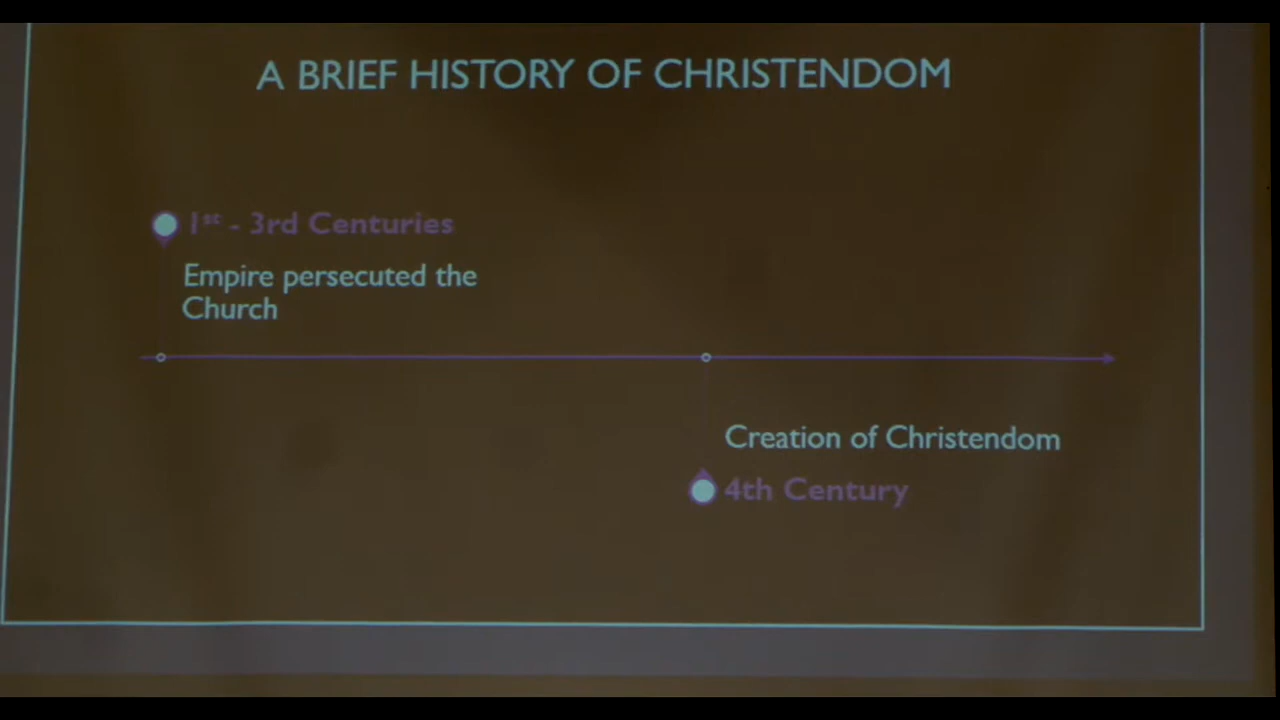 A BRIEF HISTORY OF CHRISTENDOM
1st - 3rd Centuries
Empire persecuted the
Church
Creation of Christendom
4th Century